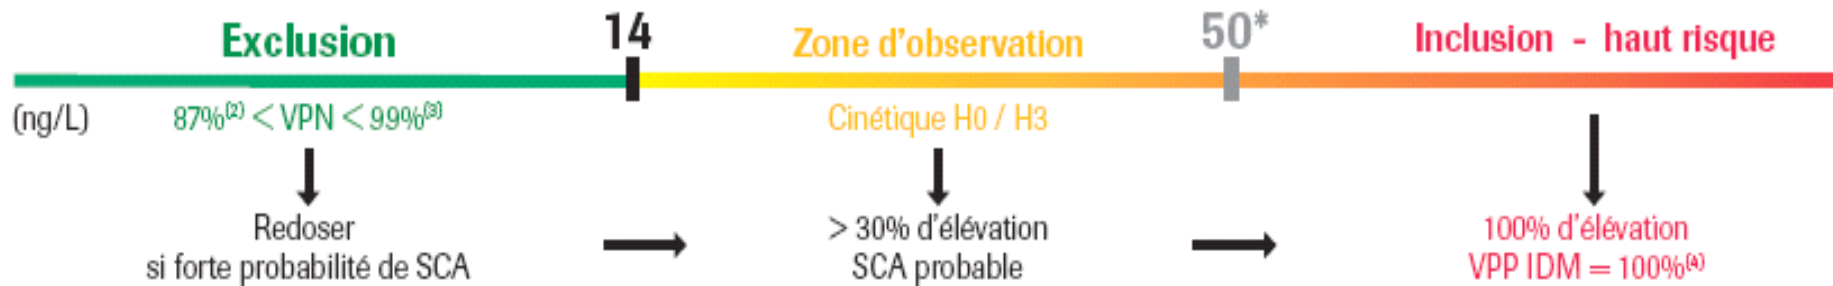 Exclusion 14 Zone d'observation 50* Inclusion - haut risque
(ng/L) 87%(2) < VPN < 99%(3) Cinétique H0 / H3
Redoser
si forte probabilité de SCA
> 30% d'élévation
SCA probable
100% d'élévation
VPP IDM = 100%(4)